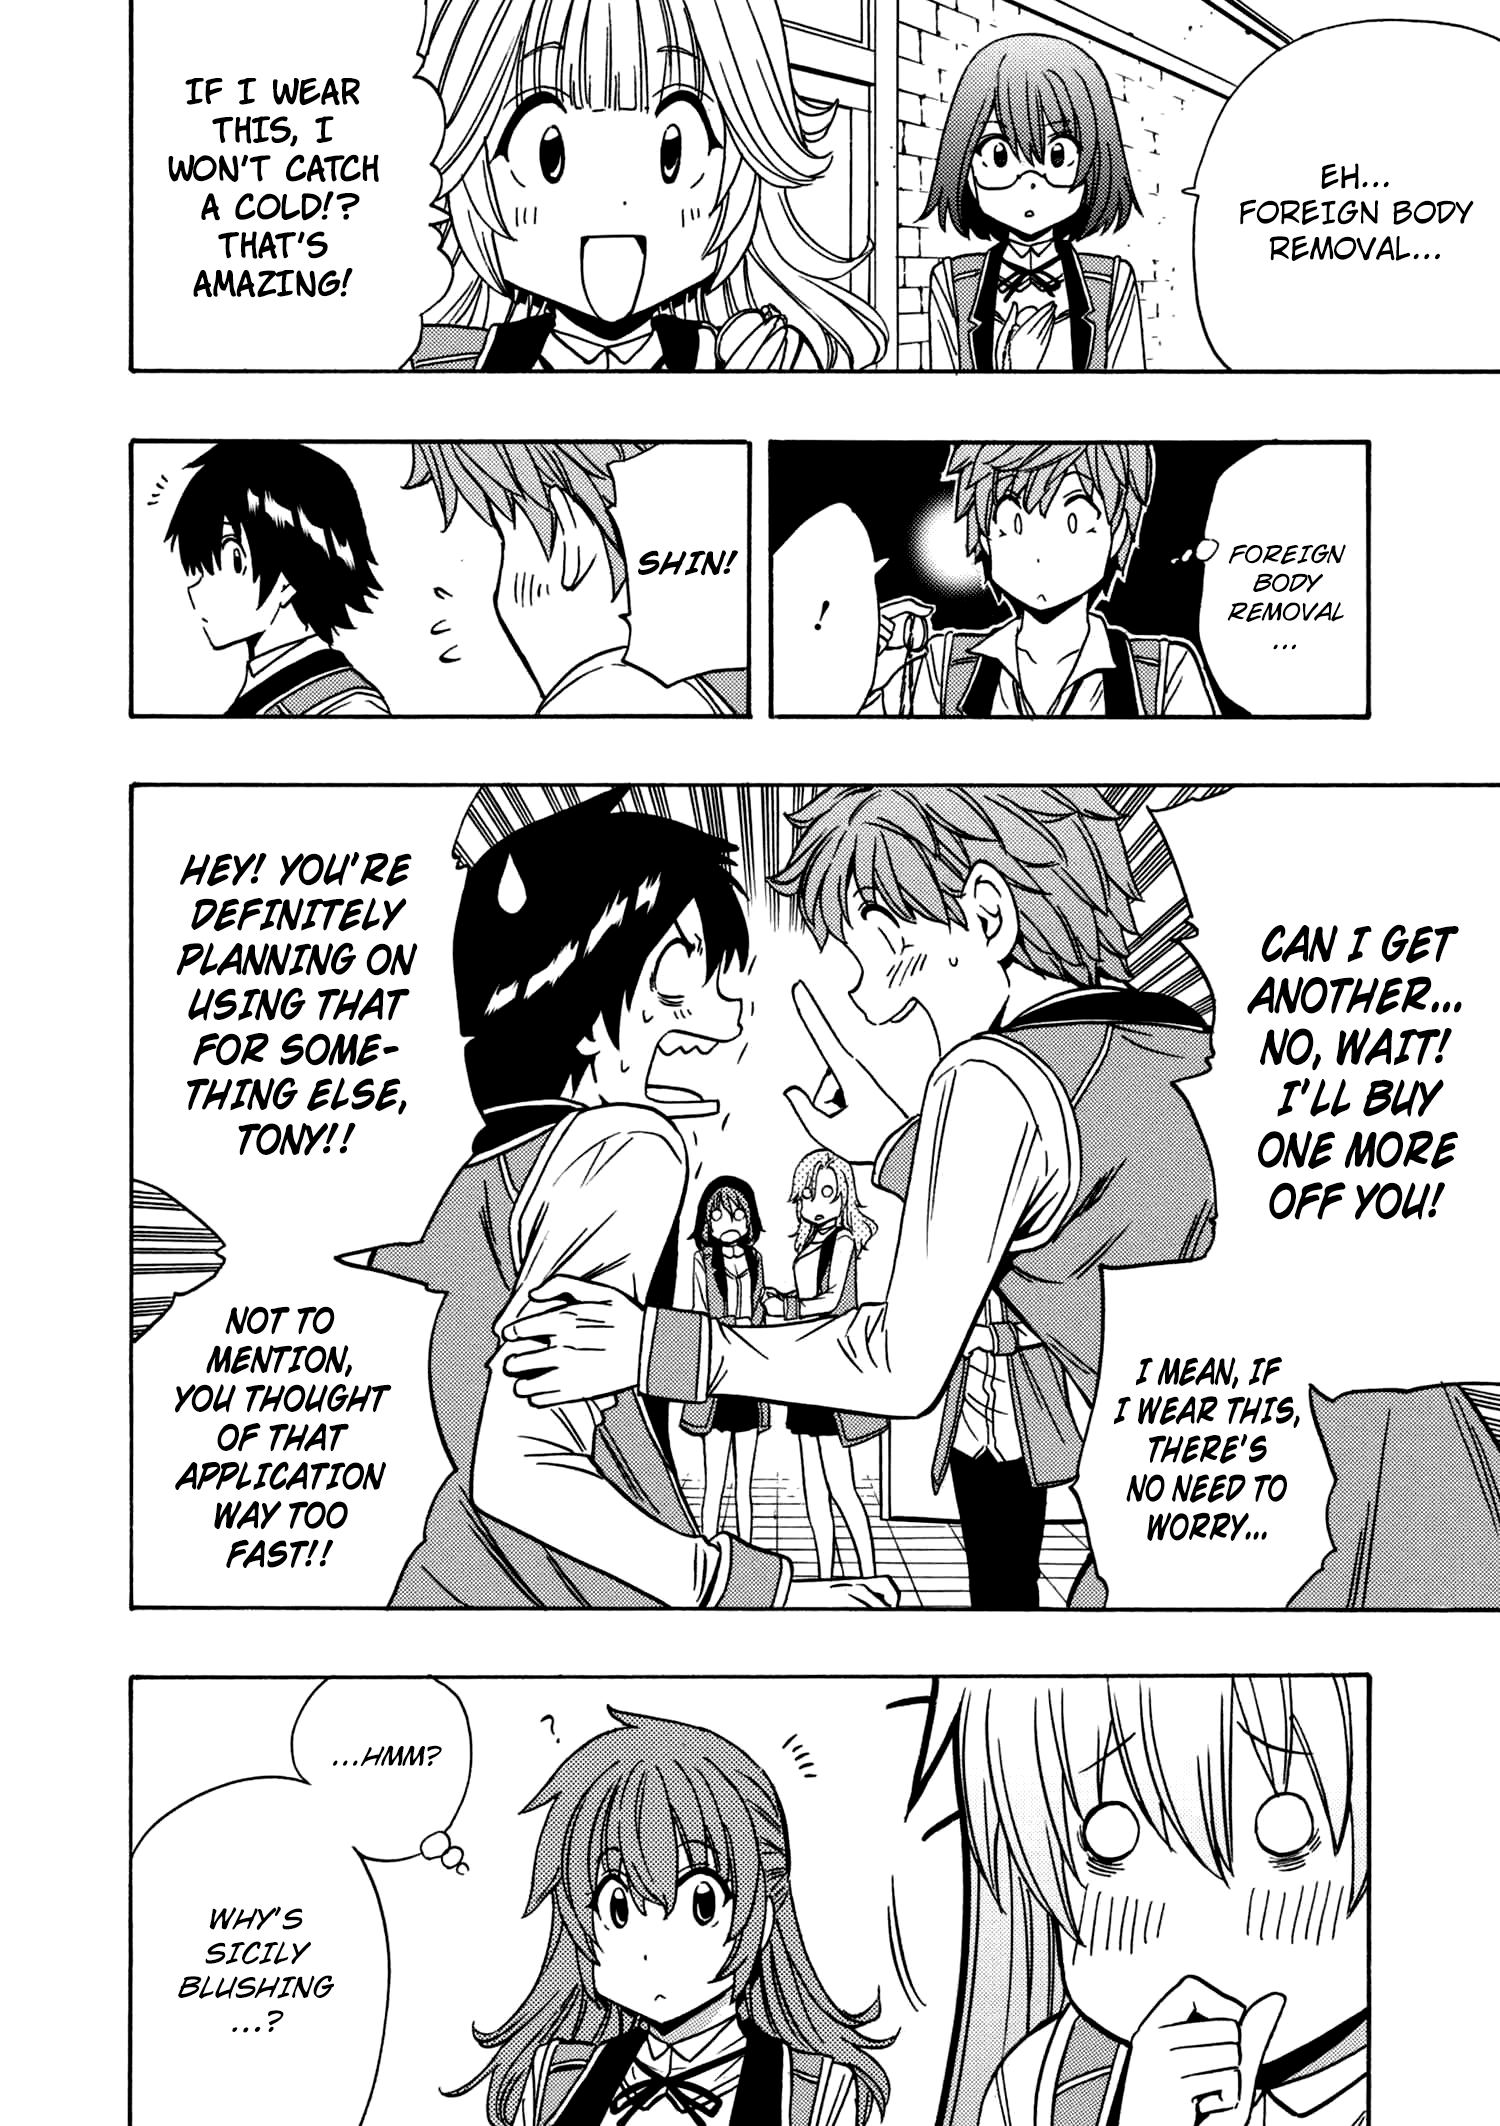 EH...
FOREIGN BODY
REMOVAL...
IF I WEAR
THIS, I
WON'T CATCH
A COLD!?
THAT'S
AMAZING!
FOREIGN
BODY
REMOVAL
...
!
SHIN!
CAN I GET
ANOTHER...
NO, WAIT!
I'LL BUY
ONE MORE
OFF YOU!
I MEAN, IF
I WEAR THIS,
THERE'S
NO NEED TO
WORRY...
HEY! YOU'RE
DEFINITELY
PLANNING ON
USING THAT
FOR SOME-
THING ELSE,
TONY!!
NOT TO
MENTION,
YOU THOUGHT
OF THAT
APPLICATION
WAY TOO
FAST!!
?
...HMM?
WHY'S
SICILY
BLUSHING
...?